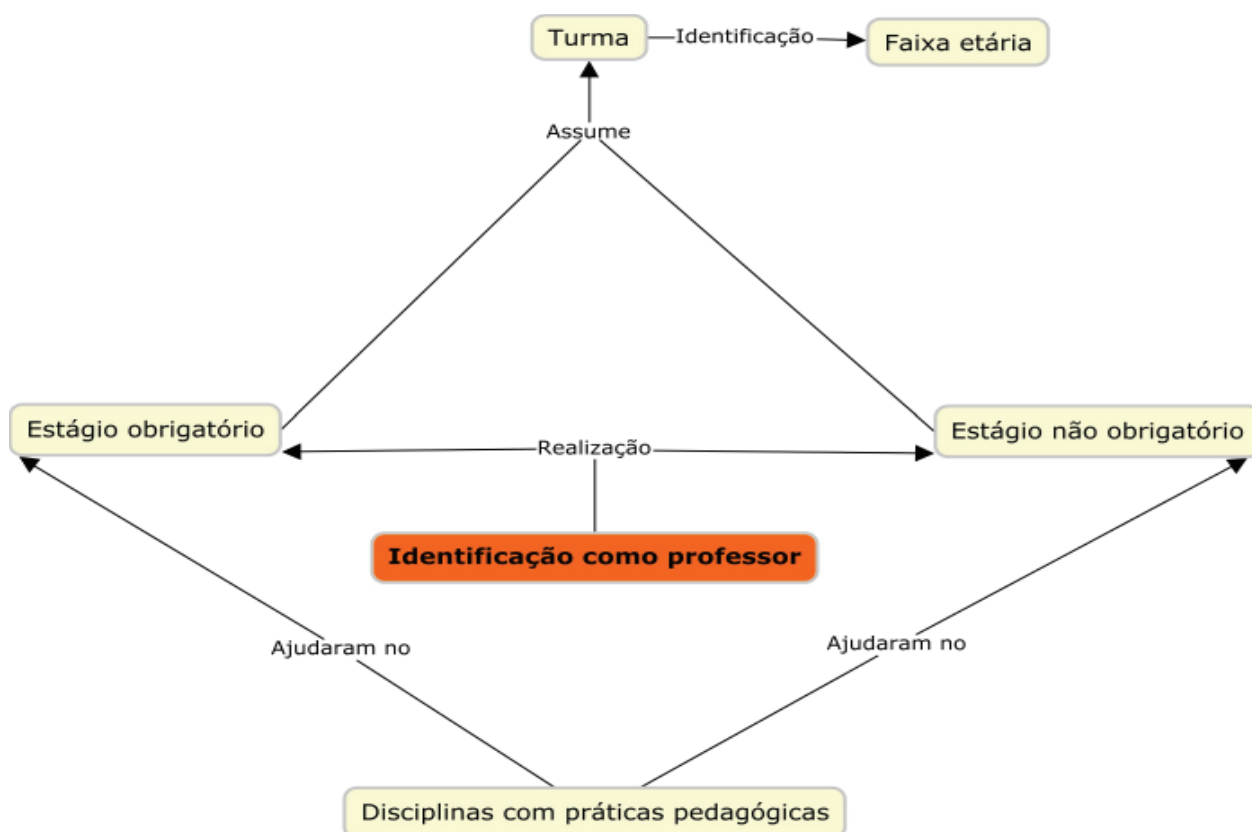 Turma
Identificação
Faixa etária
Assume
Estágio obrigatório
Realização
Estágio não obrigatório
Identificação como professor
Ajudaram no
Ajudaram no
Disciplinas com práticas pedagógicas